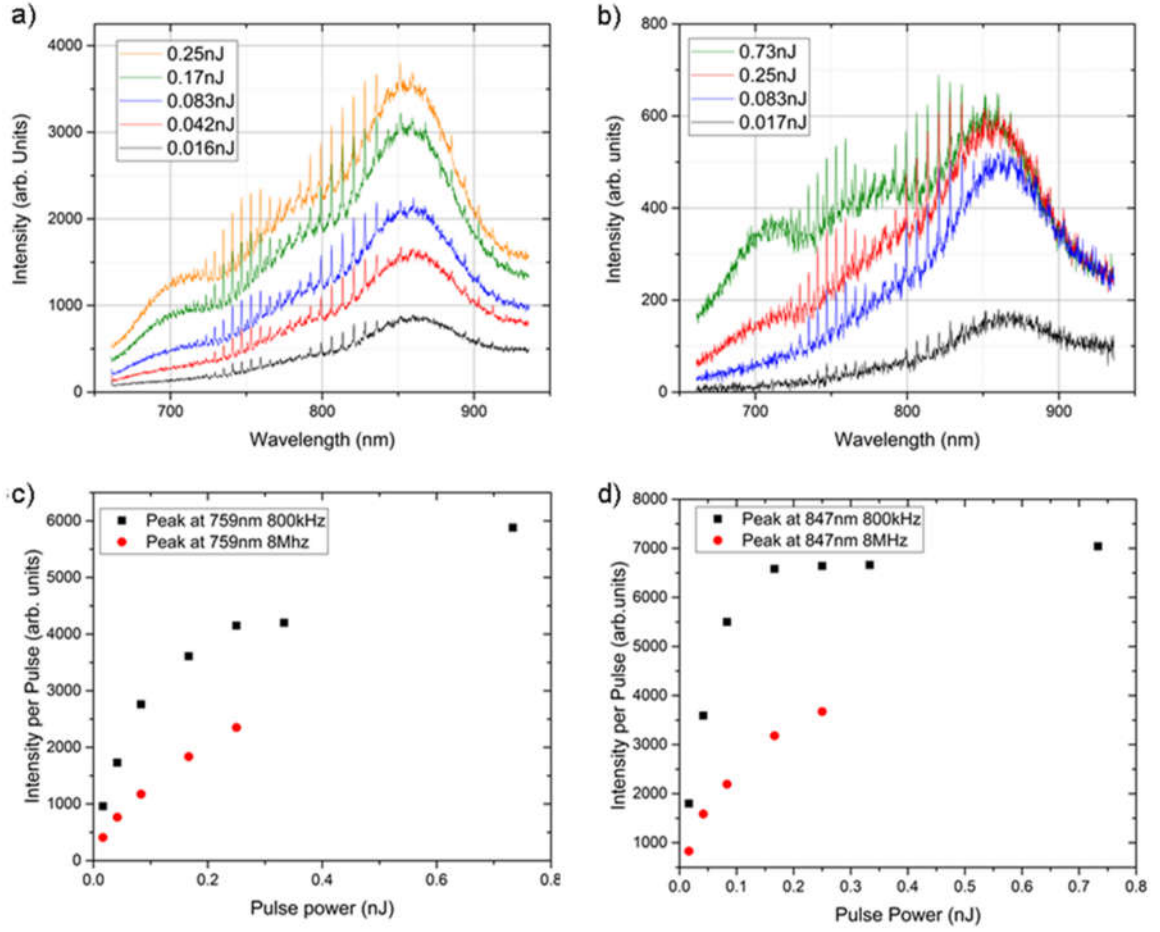 a)
0.25nJ
0.17nJ
0.083nJ
0.042nJ
0.016nJ
Intensity (arb. Units)
4000
3000
2000
1000
0
700
800
900
Wavelength (nm)
b)
0.73nJ
0.25nJ
0.083nJ
0.017nJ
Intensity (arb. units)
800
600
400
200
0
700
800
900
Wavelength (nm)
c)
Peak at 759nm 800kHz
Peak at 759nm 8Mhz
Intensity per Pulse (arb. units)
6000
5000
4000
3000
2000
1000
0
0.0
0.2
0.4
0.6
0.8
Pulse power (nJ)
d)
Peak at 847nm 800kHz
Peak at 847nm 8MHz
Intensity per Pulse (arb.units)
8000
7000
6000
5000
4000
3000
2000
1000
0.0
0.1
0.2
0.3
0.4
0.5
0.6
0.7
0.8
Pulse Power (nJ)